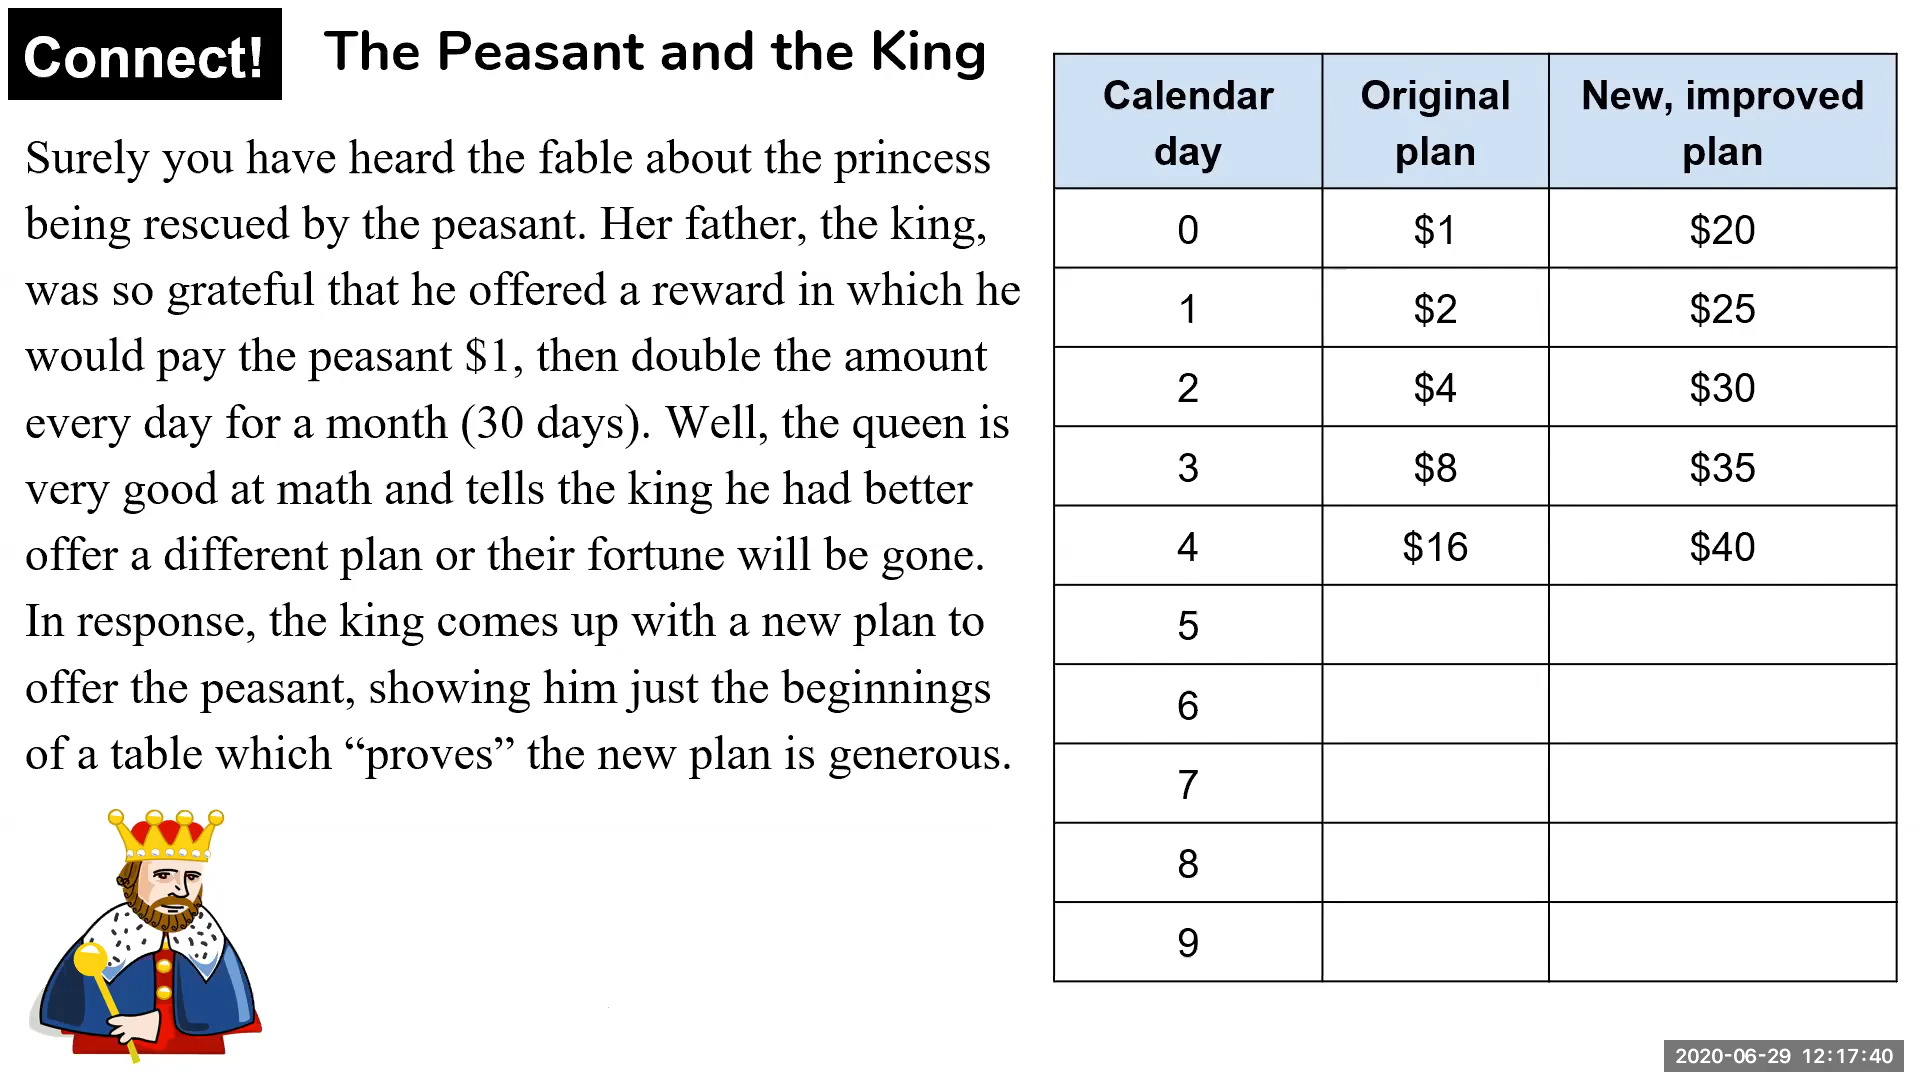 Connect!
The Peasant and the King
Surely you have heard the fable about the princess
being rescued by the peasant. Her father, the king,
was so grateful that he offered a reward in which he
would pay the peasant $1, then double the amount
every day for a month (30 days). Well, the queen is
very good at math and tells the king he had better
offer a different plan or their fortune will be gone.
In response, the king comes up with a new plan to
offer the peasant, showing him just the beginnings
of a table which “proves” the new plan is generous.
Calendar day Original plan New, improved plan
0 $1 $20
1 $2 $25
2 $4 $30
3 $8 $35
4 $16 $40
5
6
7
8
9
2020-06-29 12:17:40